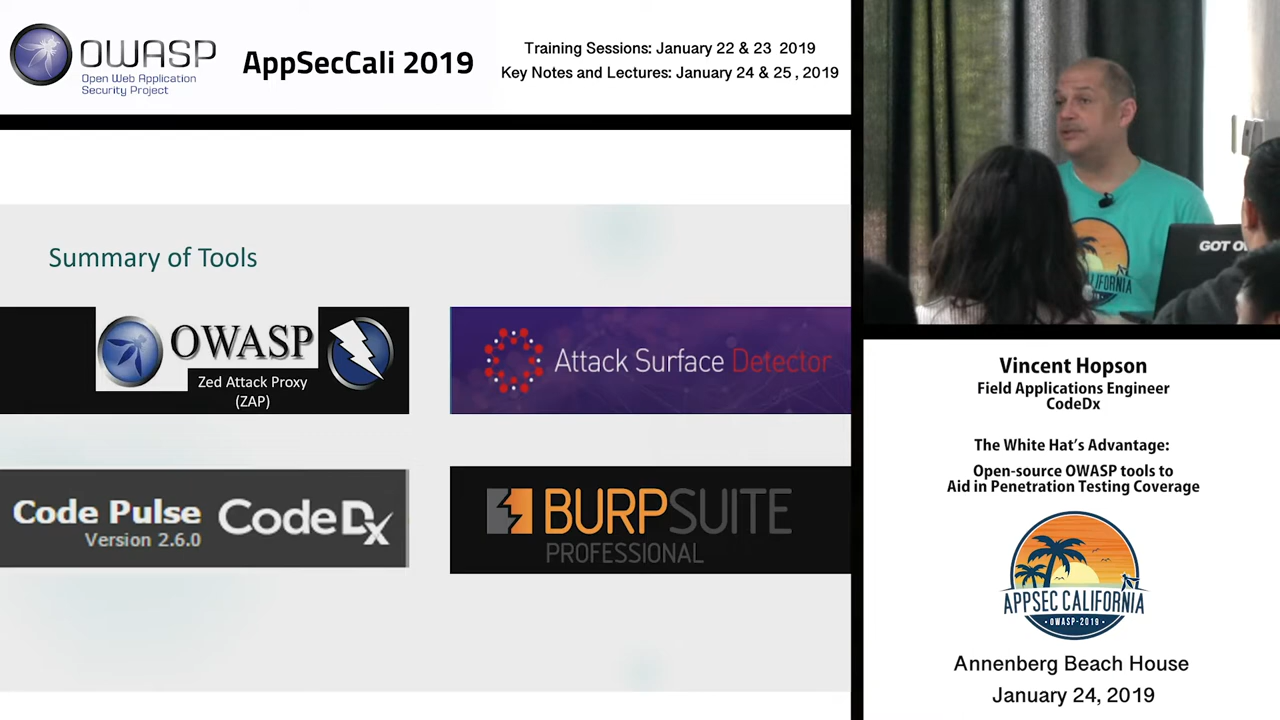 OWASP
Open Web Application
Security Project
AppSecCali 2019
Training Sessions: January 22 & 23 2019
Key Notes and Lectures: January 24 & 25, 2019
Summary of Tools
OWASP
Zed Attack Proxy
(ZAP)
Attack Surface Detector
Code Pulse
Version 2.6.0
CodeDx
BURPSUITE
PROFESSIONAL
GOT
CALIFORNIA
Vincent Hopson
Field Applications Engineer
CodeDx
The White Hat's Advantage:
Open-source OWASP tools to
Aid in Penetration Testing Coverage
APPSEC CALIFORNIA
• OWASP-2019 •
Annenberg Beach House
January 24, 2019